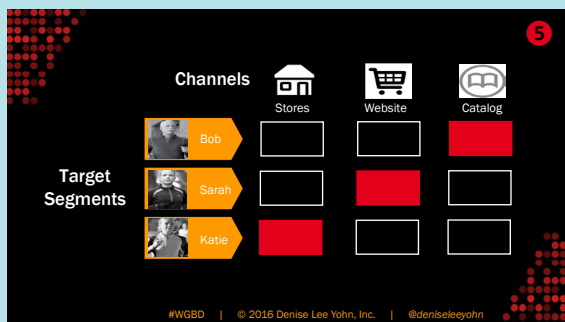 5
Channels
Stores
Website
Catalog
Bob
Target
Segments
Sarah
Katie
#WGBD | © 2016 Denise Lee Yohn, Inc. | @deniseleeyohn